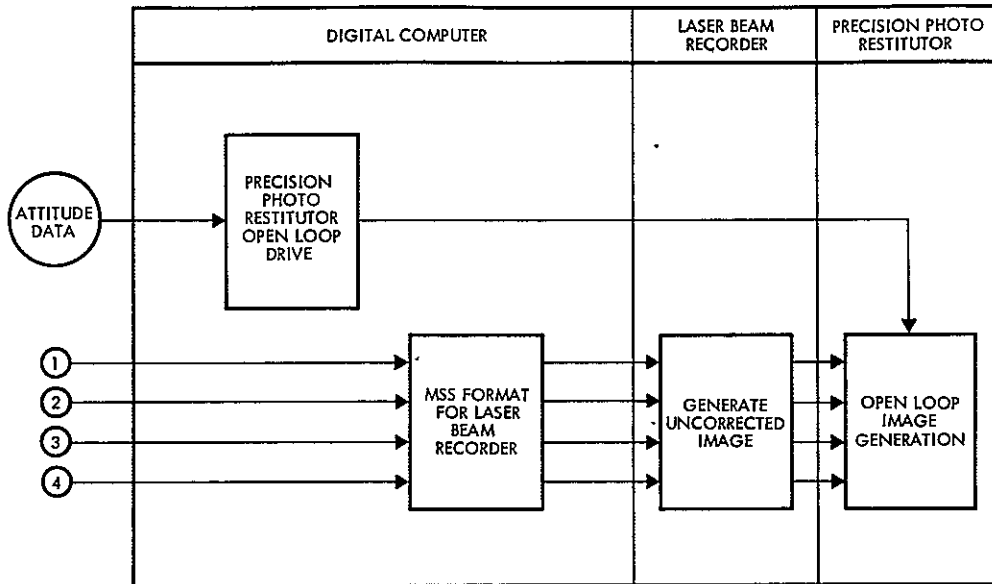 DIGITAL COMPUTER
LASER BEAM
RECORDER
PRECISION PHOTO
RESTITUTOR
ATTITUDE
DATA
PRECISION
PHOTO
RESTITUTOR
OPEN LOOP
DRIVE
1
2
3
4
MSS FORMAT
FOR LASER
BEAM
RECORDER
GENERATE
UNCORRECTED
IMAGE
OPEN LOOP
IMAGE
GENERATION